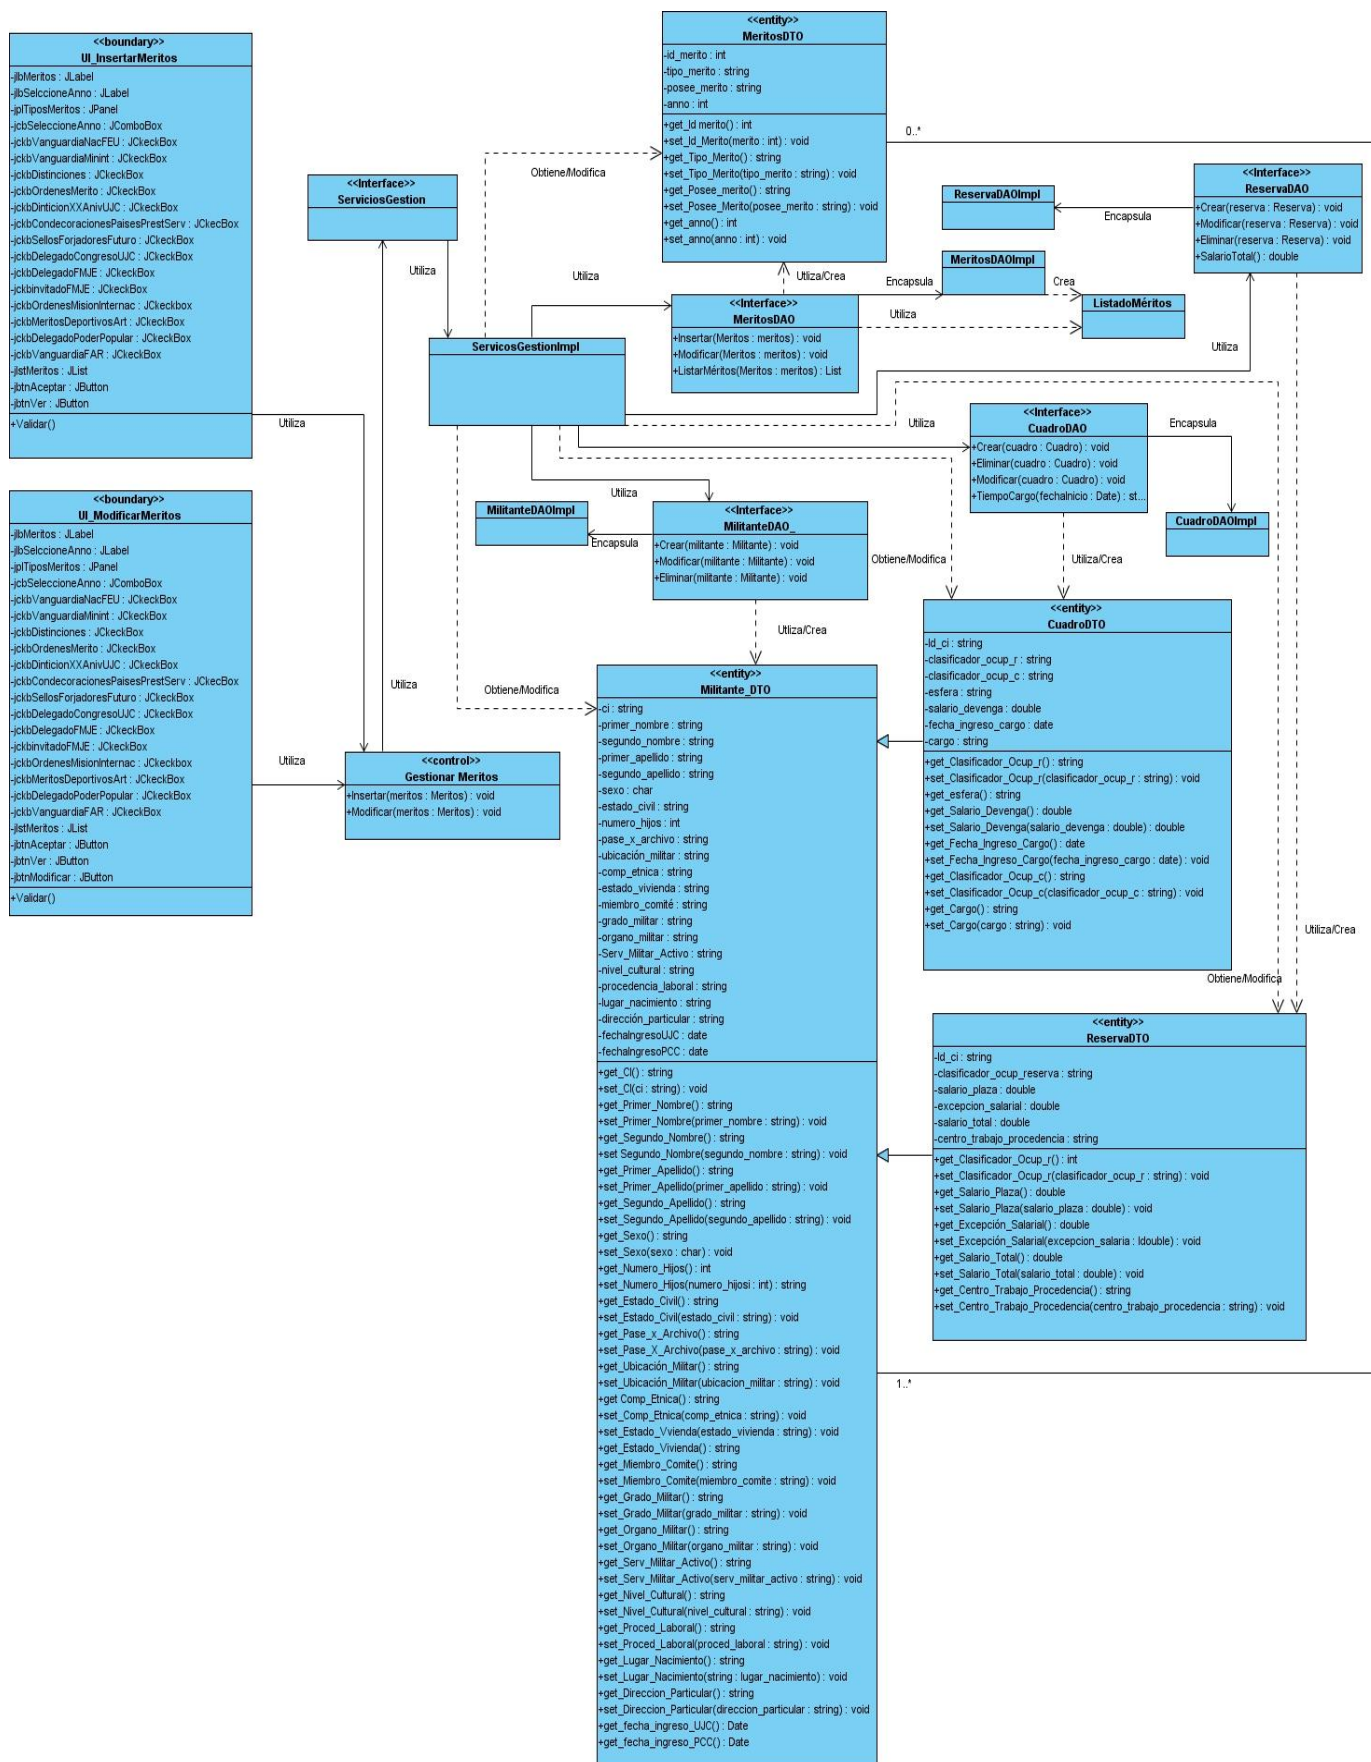 <<boundary>>
UI_InsertarMeritos
-jlbMeritos : JLabel
-jlbSelccioneAnno : JLabel
-jplTiposMeritos : JPanel
-jcbSeleccioneAnno : JComboBox
-jckbVanguardiaNacFEU : JCkeckBox
-jckbVanguardiaMinint : JCkeckBox
-jckbDistinciones : JCkeckBox
-jckbOrdenesMerito : JCkeckBox
-jckbDinticionXXAnivUJC : JCkeckBox
-jckbCondecoracionesPaisesPrestServ : JCkecBox
-jckbSellosForjadoresFuturo : JCkeckBox
-jckbDelegadoCongresoUJC : JCkeckBox
-jckbDelegadoFMJE : JCkeckBox
-jckbinvitadoFMJE : JCkeckBox
-jckbOrdenesMisionInternac : JCkeckbox
-jckbMeritosDeportivosArt : JCkeckBox
-jckbDelegadoPoderPopular : JCkeckBox
-jckbVanguardiaFAR : JCkeckBox
-jlstMeritos : JList
-jbtnAceptar : JButton
-jbtnVer : JButton
+Validar()
Utiliza
<<boundary>>
UI_ModificarMeritos
-jlbMeritos : JLabel
-jlbSelccioneAnno : JLabel
-jplTiposMeritos : JPanel
-jcbSeleccioneAnno : JComboBox
-jckbVanguardiaNacFEU : JCkeckBox
-jckbVanguardiaMinint : JCkeckBox
-jckbDistinciones : JCkeckBox
-jckbOrdenesMerito : JCkeckBox
-jckbDinticionXXAnivUJC : JCkeckBox
-jckbCondecoracionesPaisesPrestServ : JCkecBox
-jckbSellosForjadoresFuturo : JCkeckBox
-jckbDelegadoCongresoUJC : JCkeckBox
-jckbDelegadoFMJE : JCkeckBox
-jckbinvitadoFMJE : JCkeckBox
-jckbOrdenesMisionInternac : JCkeckbox
-jckbMeritosDeportivosArt : JCkeckBox
-jckbDelegadoPoderPopular : JCkeckBox
-jckbVanguardiaFAR : JCkeckBox
-jlstMeritos : JList
-jbtnAceptar : JButton
-jbtnVer : JButton
-jbtnModificar : JButton
+Validar()
Utiliza
<<Interface>>
ServiciosGestion
Utiliza
Utiliza
<<control>>
Gestionar Meritos
+Insertar(meritos : Meritos) : void
+Modificar(meritos : Meritos) : void
ServicosGestionImpl
Obtiene/Modifica
<<entity>>
MeritosDTO
-id_merito : int
-tipo_merito : string
-posee_merito : string
-anno : int
+get_Id merito() : int
+set_Id_Merito(merito : int) : void
+get_Tipo_Merito() : string
+set_Tipo_Merito(tipo_merito : string) : void
+get_Posee_merito() : string
+set_Posee_Merito(posee_merito : string) : void
+get_anno() : int
+set_anno(anno : int) : void
0..*
Utliza/Crea
Utiliza
<<Interface>>
MeritosDAO
+Insertar(Meritos : meritos) : void
+Modificar(Meritos : meritos) : void
+ListarMéritos(Meritos : meritos) : List
Encapsula
MeritosDAOImpl
Crea
Utiliza
ListadoMéritos
ReservaDAOImpl
Encapsula
<<Interface>>
ReservaDAO
+Crear(reserva : Reserva) : void
+Modificar(reserva : Reserva) : void
+Eliminar(reserva : Reserva) : void
+SalarioTotal() : double
Utiliza
Utiliza
<<Interface>>
CuadroDAO
+Crear(cuadro : Cuadro) : void
+Eliminar(cuadro : Cuadro) : void
+Modificar(cuadro : Cuadro) : void
+TiempoCargo(fechaInicio : Date) : st...
Encapsula
CuadroDAOImpl
Utiliza/Crea
Utiliza
MilitanteDAOImpl
Encapsula
<<Interface>>
MilitanteDAO_
+Crear(militante : Militante) : void
+Modificar(militante : Militante) : void
+Eliminar(militante : Militante) : void
Obtiene/Modifica
Utliza/Crea
Obtiene/Modifica
<<entity>>
Militante_DTO
-ci : string
-primer_nombre : string
-segundo_nombre : string
-primer_apellido : string
-segundo_apellido : string
-sexo : char
-estado_civil : string
-numero_hijos : int
-pase_x_archivo : string
-ubicación_militar : string
-comp_etnica : string
-estado_vivienda : string
-miembro_comité : string
-grado_militar : string
-organo_militar : string
-Serv_Militar_Activo : string
-nivel_cultural : string
-procedencia_laboral : string
-lugar_nacimiento : string
-dirección_particular : string
-fechaIngresoUJC : date
-fechaIngresoPCC : date
+get_CI() : string
+set_CI(ci : string) : void
+get_Primer_Nombre() : string
+set_Primer_Nombre(primer_nombre : string) : void
+get_Segundo_Nombre() : string
+set Segundo_Nombre(segundo_nombre : string) : void
+get_Primer_Apellido() : string
+set_Primer_Apellido(primer_apellido : string) : void
+get_Segundo_Apellido() : string
+set_Segundo_Apellido(segundo_apellido : string) : void
+get_Sexo() : string
+set_Sexo(sexo : char) : void
+get_Numero_Hijos() : int
+set_Numero_Hijos(numero_hijosi : int) : string
+get_Estado_Civil() : string
+set_Estado_Civil(estado_civil : string) : void
+get_Pase_x_Archivo() : string
+set_Pase_X_Archivo(pase_x_archivo : string) : void
+get_Ubicación_Militar() : string
+set_Ubicación_Militar(ubicacion_militar : string) : void
+get Comp_Etnica() : string
+set_Comp_Etnica(comp_etnica : string) : void
+set_Estado_Vvienda(estado_vivienda : string) : void
+get_Estado_Vivienda() : string
+get_Miembro_Comite() : string
+set_Miembro_Comite(miembro_comite : string) : void
+get_Grado_Militar() : string
+set_Grado_Militar(grado_militar : string) : void
+get_Organo_Militar() : string
+set_Organo_Militar(organo_militar : string) : void
+get_Serv_Militar_Activo() : string
+set_Serv_Militar_Activo(serv_militar_activo : string) : void
+get_Nivel_Cultural() : string
+set_Nivel_Cultural(nivel_cultural : string) : void
+get_Proced_Laboral() : string
+set_Proced_Laboral(proced_laboral : string) : void
+get_Lugar_Nacimiento() : string
+set_Lugar_Nacimiento(string : lugar_nacimiento) : void
+get_Direccion_Particular() : string
+set_Direccion_Particular(direccion_particular : string) : void
+get_fecha_ingreso_UJC() : Date
+get_fecha_ingreso_PCC() : Date
<<entity>>
CuadroDTO
-Id_ci : string
-clasificador_ocup_r : string
-clasificador_ocup_c : string
-esfera : string
-salario_devenga : double
-fecha_ingreso_cargo : date
-cargo : string
+get_Clasificador_Ocup_r() : string
+set_Clasificador_Ocup_r(clasificador_ocup_r : string) : void
+get_esfera() : string
+get_Salario_Devenga() : double
+set_Salario_Devenga(salario_devenga : double) : double
+get_Fecha_Ingreso_Cargo() : date
+set_Fecha_Ingreso_Cargo(fecha_ingreso_cargo : date) : void
+get_Clasificador_Ocup_c() : string
+set_Clasificador_Ocup_c(clasificador_ocup_c : string) : void
+get_Cargo() : string
+set_Cargo(cargo : string) : void
Utiliza/Crea
Obtiene/Modifica
<<entity>>
ReservaDTO
-Id_ci : string
-clasificador_ocup_reserva : string
-salario_plaza : double
-excepcion_salarial : double
-salario_total : double
-centro_trabajo_procedencia : string
+get_Clasificador_Ocup_r() : int
+set_Clasificador_Ocup_r(clasificador_ocup_r : string) : void
+get_Salario_Plaza() : double
+set_Salario_Plaza(salario_plaza : double) : void
+get_Excepción_Salarial() : double
+set_Excepción_Salarial(excepcion_salaria : ldouble) : void
+get_Salario_Total() : double
+set_Salario_Total(salario_total : double) : void
+get_Centro_Trabajo_Procedencia() : string
+set_Centro_Trabajo_Procedencia(centro_trabajo_procedencia : string) : void
1..*